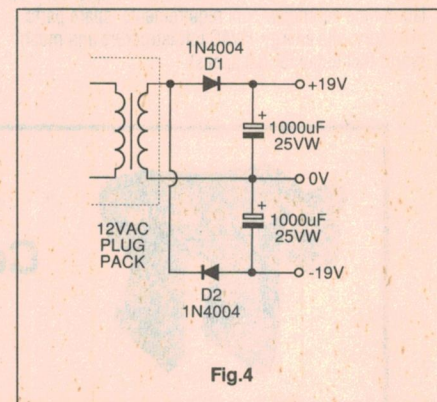 1N4004
D1
+19V
+
1000uF
25VW
0V
+
1000uF
25VW
12VAC
PLUG
PACK
-19V
D2
1N4004
Fig.4